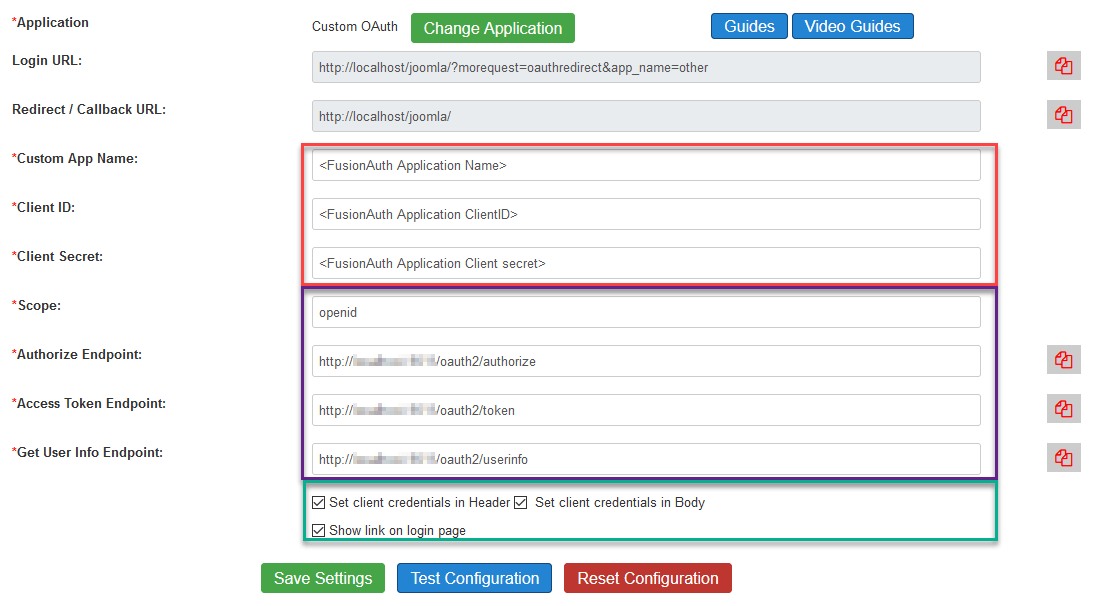 *Application Custom OAuth Change Application Guides Video Guides
Login URL: http://localhost/joomla/?morequest=oauthredirect&app_name=other
Redirect / Callback URL: http://localhost/joomla/
*Custom App Name: <FusionAuth Application Name>
*Client ID: <FusionAuth Application ClientID>
*Client Secret: <FusionAuth Application Client secret>
*Scope: openid
*Authorize Endpoint: http:// /oauth2/authorize
*Access Token Endpoint: http:// /oauth2/token
*Get User Info Endpoint: http:// /oauth2/userinfo
Set client credentials in Header Set client credentials in Body
Show link on login page
Save Settings Test Configuration Reset Configuration